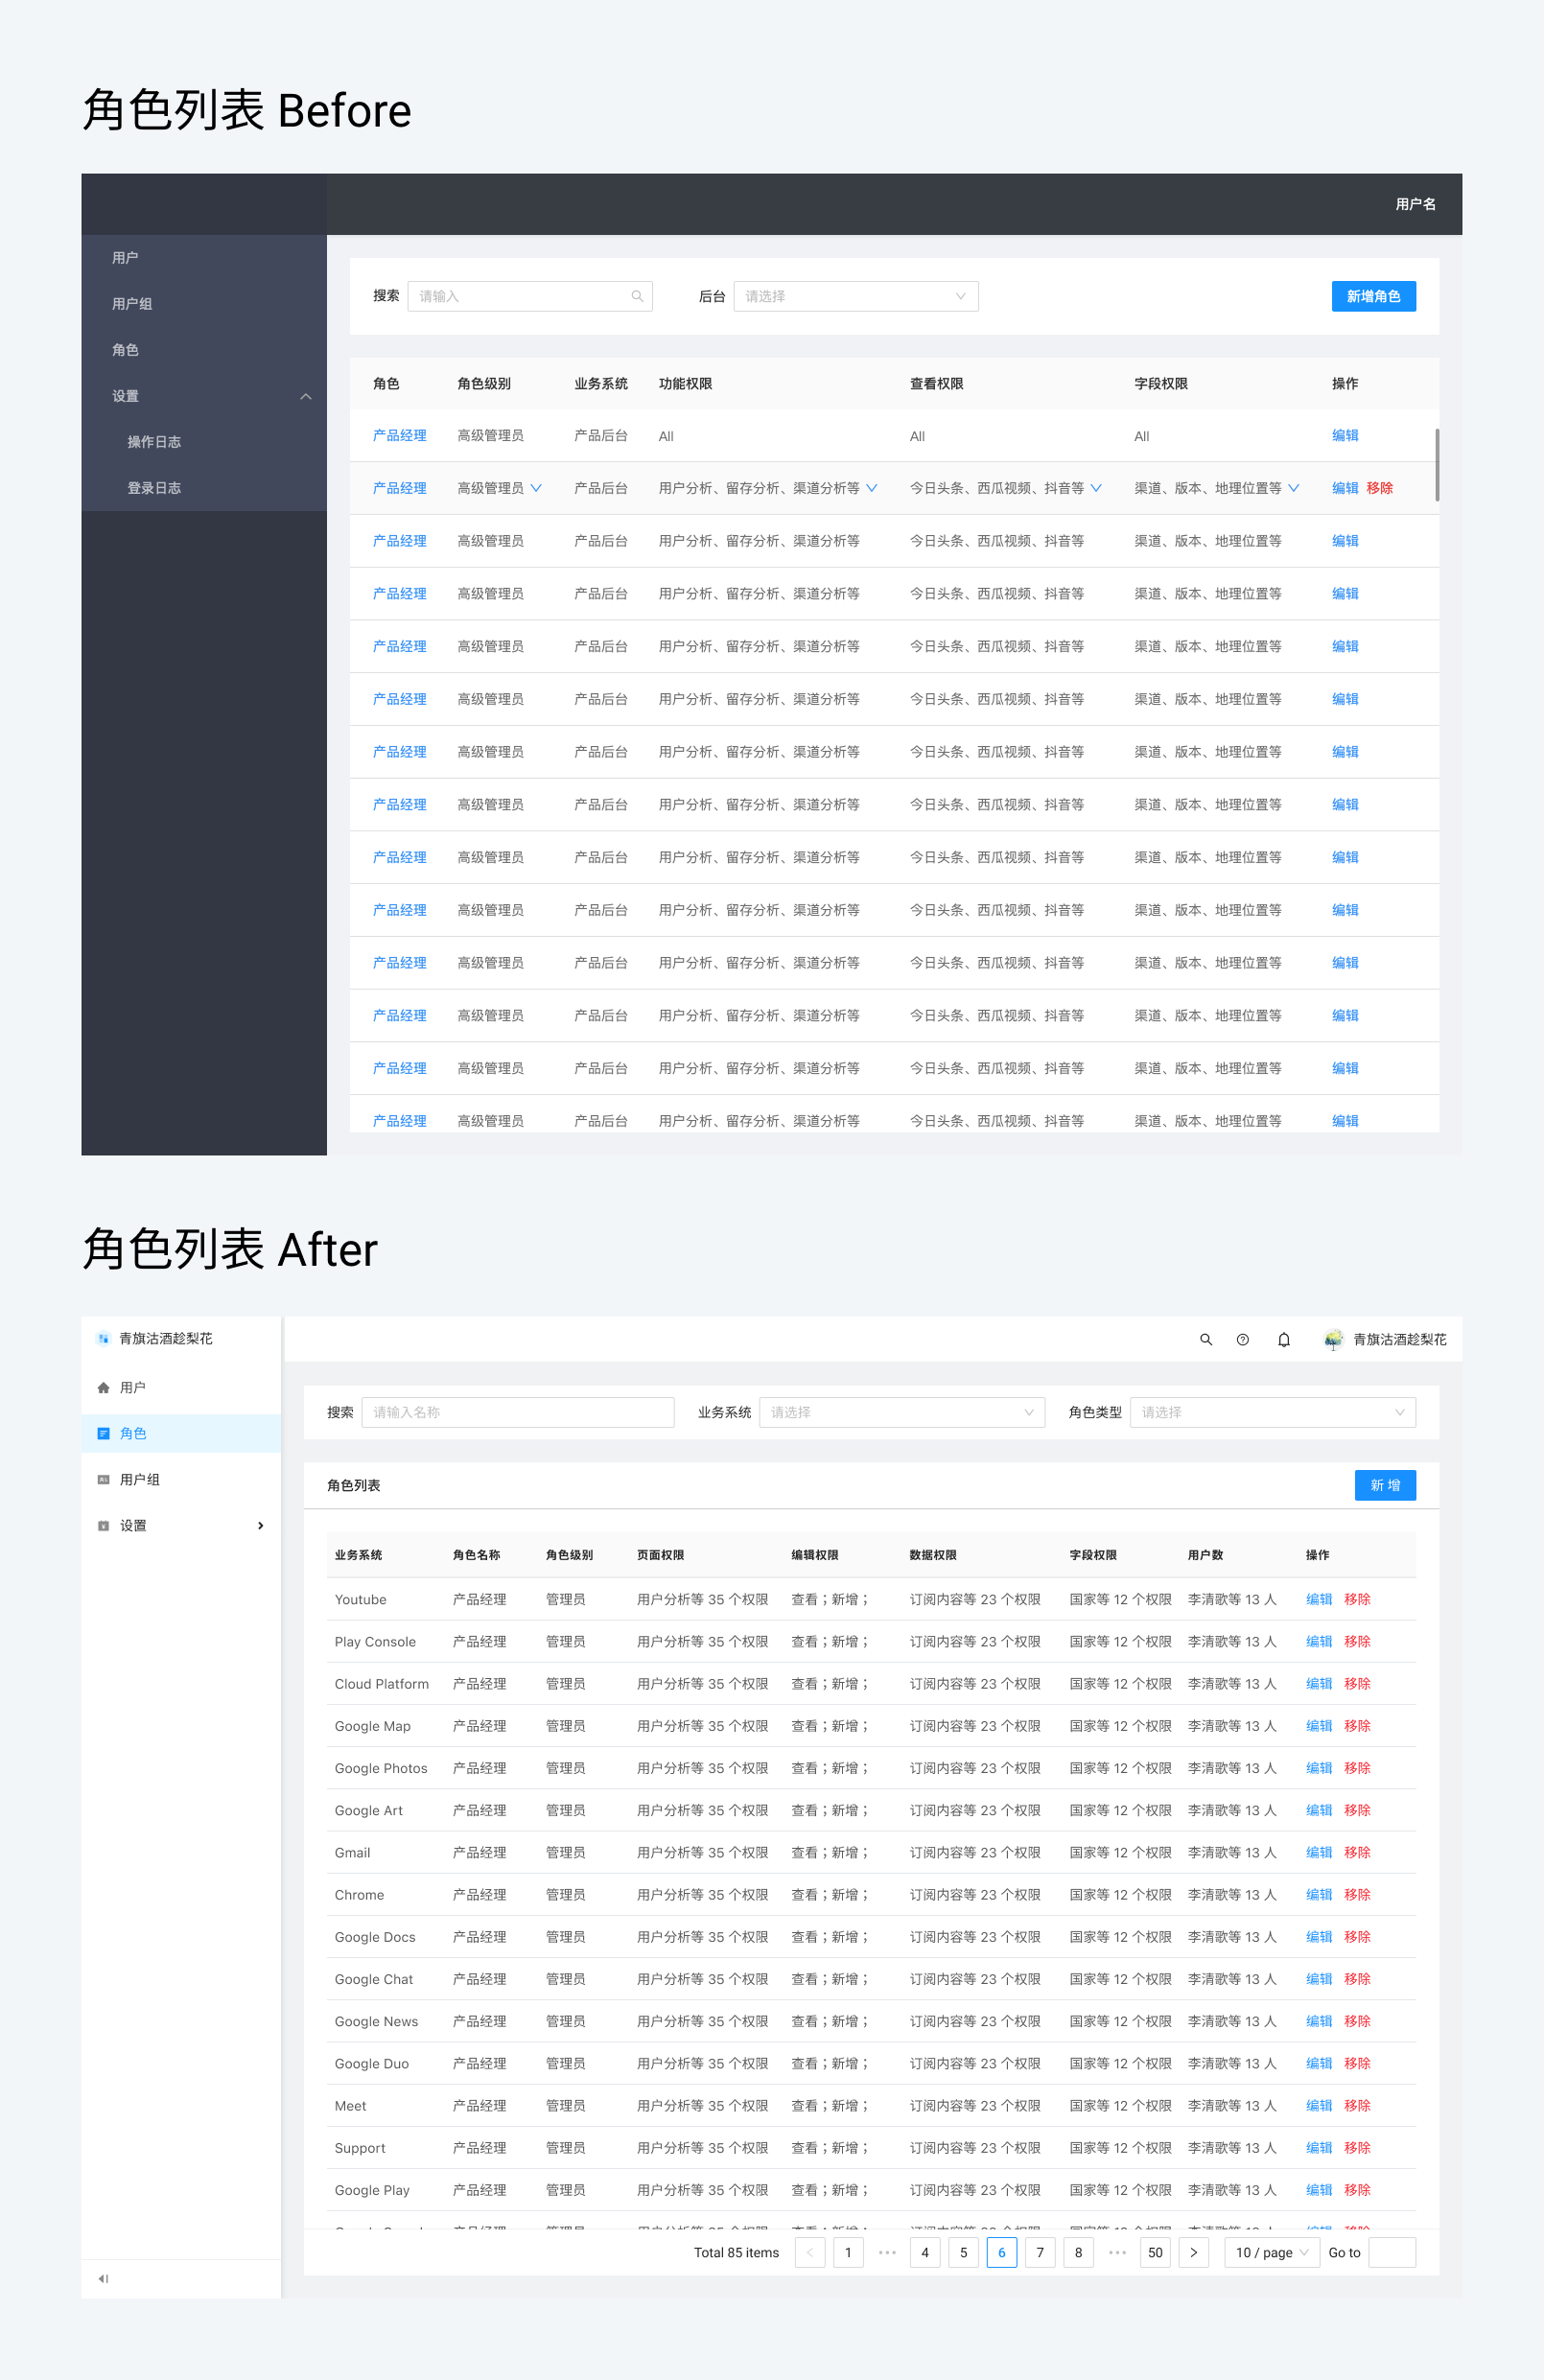 角色列表 Before
用户名
用户
用户组
角色
设置
操作日志
登录日志
搜索 请输入 后台 请选择 新增角色
角色 角色级别 业务系统 功能权限 查看权限 字段权限 操作
产品经理 高级管理员 产品后台 All All All 编辑
产品经理 高级管理员 产品后台 用户分析、留存分析、渠道分析等 今日头条、西瓜视频、抖音等 渠道、版本、地理位置等 编辑 移除
产品经理 高级管理员 产品后台 用户分析、留存分析、渠道分析等 今日头条、西瓜视频、抖音等 渠道、版本、地理位置等 编辑
产品经理 高级管理员 产品后台 用户分析、留存分析、渠道分析等 今日头条、西瓜视频、抖音等 渠道、版本、地理位置等 编辑
产品经理 高级管理员 产品后台 用户分析、留存分析、渠道分析等 今日头条、西瓜视频、抖音等 渠道、版本、地理位置等 编辑
产品经理 高级管理员 产品后台 用户分析、留存分析、渠道分析等 今日头条、西瓜视频、抖音等 渠道、版本、地理位置等 编辑
产品经理 高级管理员 产品后台 用户分析、留存分析、渠道分析等 今日头条、西瓜视频、抖音等 渠道、版本、地理位置等 编辑
产品经理 高级管理员 产品后台 用户分析、留存分析、渠道分析等 今日头条、西瓜视频、抖音等 渠道、版本、地理位置等 编辑
产品经理 高级管理员 产品后台 用户分析、留存分析、渠道分析等 今日头条、西瓜视频、抖音等 渠道、版本、地理位置等 编辑
产品经理 高级管理员 产品后台 用户分析、留存分析、渠道分析等 今日头条、西瓜视频、抖音等 渠道、版本、地理位置等 编辑
产品经理 高级管理员 产品后台 用户分析、留存分析、渠道分析等 今日头条、西瓜视频、抖音等 渠道、版本、地理位置等 编辑
产品经理 高级管理员 产品后台 用户分析、留存分析、渠道分析等 今日头条、西瓜视频、抖音等 渠道、版本、地理位置等 编辑
产品经理 高级管理员 产品后台 用户分析、留存分析、渠道分析等 今日头条、西瓜视频、抖音等 渠道、版本、地理位置等 编辑
产品经理 高级管理员 产品后台 用户分析、留存分析、渠道分析等 今日头条、西瓜视频、抖音等 渠道、版本、地理位置等 编辑
角色列表 After
青旗沽酒趁梨花
青旗沽酒趁梨花
用户
角色
用户组
设置
搜索 请输入名称 业务系统 请选择 角色类型 请选择
角色列表 新 增
业务系统 角色名称 角色级别 页面权限 编辑权限 数据权限 字段权限 用户数 操作
Youtube 产品经理 管理员 用户分析等 35 个权限 查看；新增； 订阅内容等 23 个权限 国家等 12 个权限 李清歌等 13 人 编辑 移除
Play Console 产品经理 管理员 用户分析等 35 个权限 查看；新增； 订阅内容等 23 个权限 国家等 12 个权限 李清歌等 13 人 编辑 移除
Cloud Platform 产品经理 管理员 用户分析等 35 个权限 查看；新增； 订阅内容等 23 个权限 国家等 12 个权限 李清歌等 13 人 编辑 移除
Google Map 产品经理 管理员 用户分析等 35 个权限 查看；新增； 订阅内容等 23 个权限 国家等 12 个权限 李清歌等 13 人 编辑 移除
Google Photos 产品经理 管理员 用户分析等 35 个权限 查看；新增； 订阅内容等 23 个权限 国家等 12 个权限 李清歌等 13 人 编辑 移除
Google Art 产品经理 管理员 用户分析等 35 个权限 查看；新增； 订阅内容等 23 个权限 国家等 12 个权限 李清歌等 13 人 编辑 移除
Gmail 产品经理 管理员 用户分析等 35 个权限 查看；新增； 订阅内容等 23 个权限 国家等 12 个权限 李清歌等 13 人 编辑 移除
Chrome 产品经理 管理员 用户分析等 35 个权限 查看；新增； 订阅内容等 23 个权限 国家等 12 个权限 李清歌等 13 人 编辑 移除
Google Docs 产品经理 管理员 用户分析等 35 个权限 查看；新增； 订阅内容等 23 个权限 国家等 12 个权限 李清歌等 13 人 编辑 移除
Google Chat 产品经理 管理员 用户分析等 35 个权限 查看；新增； 订阅内容等 23 个权限 国家等 12 个权限 李清歌等 13 人 编辑 移除
Google News 产品经理 管理员 用户分析等 35 个权限 查看；新增； 订阅内容等 23 个权限 国家等 12 个权限 李清歌等 13 人 编辑 移除
Google Duo 产品经理 管理员 用户分析等 35 个权限 查看；新增； 订阅内容等 23 个权限 国家等 12 个权限 李清歌等 13 人 编辑 移除
Meet 产品经理 管理员 用户分析等 35 个权限 查看；新增； 订阅内容等 23 个权限 国家等 12 个权限 李清歌等 13 人 编辑 移除
Support 产品经理 管理员 用户分析等 35 个权限 查看；新增； 订阅内容等 23 个权限 国家等 12 个权限 李清歌等 13 人 编辑 移除
Google Play 产品经理 管理员 用户分析等 35 个权限 查看；新增； 订阅内容等 23 个权限 国家等 12 个权限 李清歌等 13 人 编辑 移除
Total 85 items 1 ••• 4 5 6 7 8 ••• 50 10 / page Go to